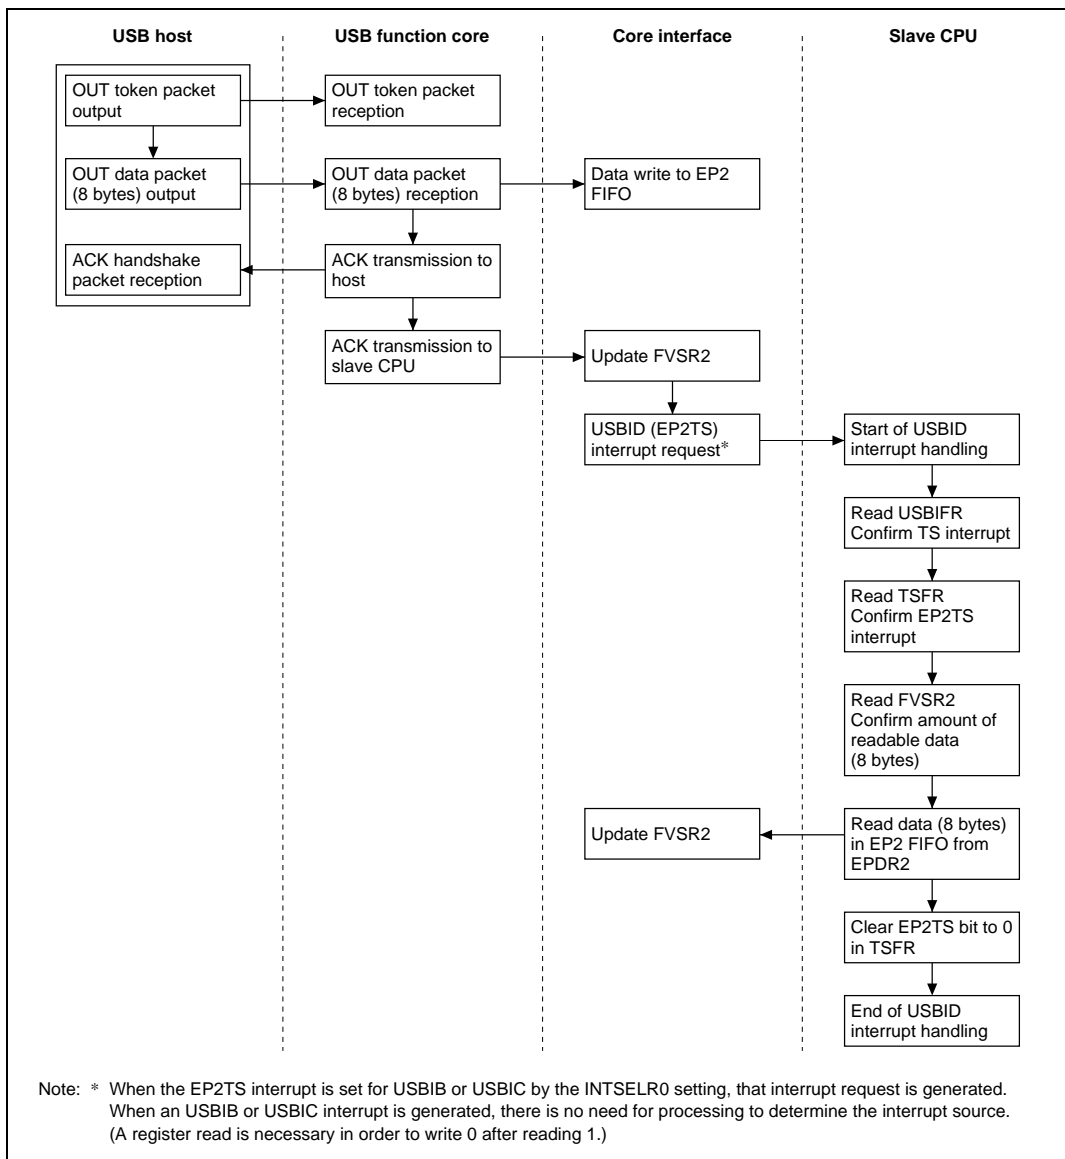 USB host
USB function core
Core interface
Slave CPU
OUT token packet
output
OUT token packet
reception
OUT data packet
(8 bytes) output
OUT data packet
(8 bytes) reception
Data write to EP2
FIFO
ACK handshake
packet reception
ACK transmission to
host
ACK transmission to
slave CPU
Update FVSR2
USBID (EP2TS)
interrupt request*
Start of USBID
interrupt handling
Read USBIFR
Confirm TS interrupt
Read TSFR
Confirm EP2TS
interrupt
Read FVSR2
Confirm amount of
readable data
(8 bytes)
Update FVSR2
Read data (8 bytes)
in EP2 FIFO from
EPDR2
Clear EP2TS bit to 0
in TSFR
End of USBID
interrupt handling
Note: * When the EP2TS interrupt is set for USBIB or USBIC by the INTSELR0 setting, that interrupt request is generated.
When an USBIB or USBIC interrupt is generated, there is no need for processing to determine the interrupt source.
(A register read is necessary in order to write 0 after reading 1.)